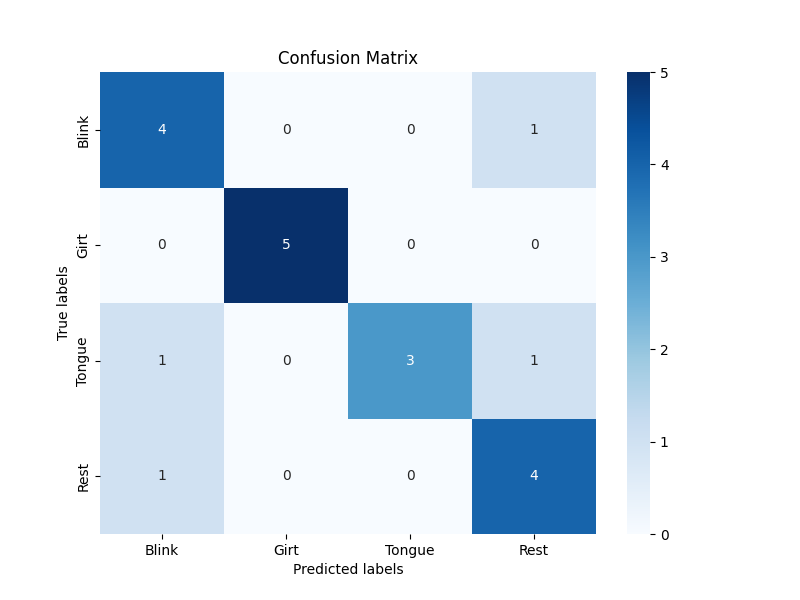 Confusion Matrix
Blink 4 0 0 1
Girt 0 5 0 0
Tongue 1 0 3 1
Rest 1 0 0 4
Blink Girt Tongue Rest
Predicted labels
True labels
5
4
3
2
1
0